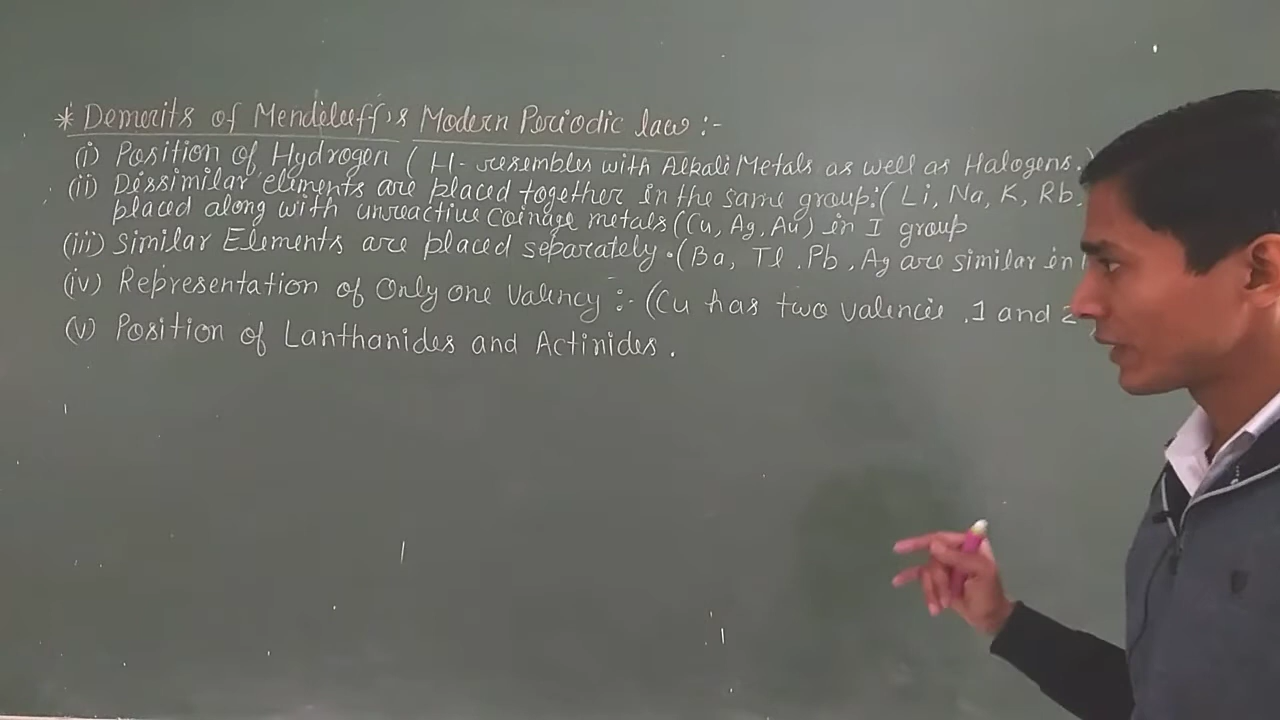 * Demerits of Mendeleeff's Modern Periodic law :-
(i) Position of Hydrogen ( H- resembles with Alkali Metals as well as Halogens.)
(ii) Dissimilar elements are placed together in the same group:( Li, Na, K, Rb,
placed along with unreactive coinage metals (Cu, Ag, Au) in I group
(iii) Similar Elements are placed separately.(Ba, Tl, Pb, Ag are similar in
(iv) Representation of Only one Valency :- (Cu has two valencie ,1 and 2
(v) Position of Lanthanides and Actinides.